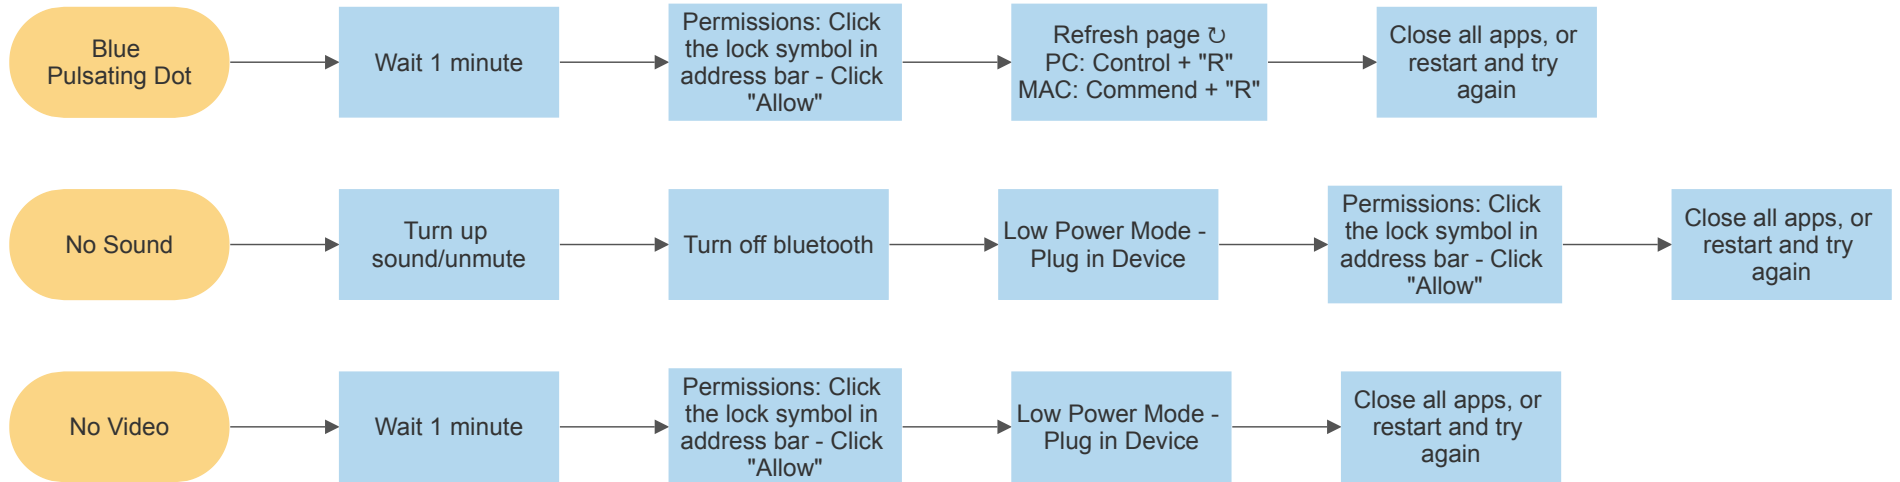 Blue
Pulsating Dot
Wait 1 minute
Permissions: Click
the lock symbol in
address bar - Click
"Allow"
Refresh page ↻
PC: Control + "R"
MAC: Commend + "R"
Close all apps, or
restart and try
again
No Sound
Turn up
sound/unmute
Turn off bluetooth
Low Power Mode -
Plug in Device
Permissions: Click
the lock symbol in
address bar - Click
"Allow"
Close all apps, or
restart and try
again
No Video
Wait 1 minute
Permissions: Click
the lock symbol in
address bar - Click
"Allow"
Low Power Mode -
Plug in Device
Close all apps, or
restart and try
again